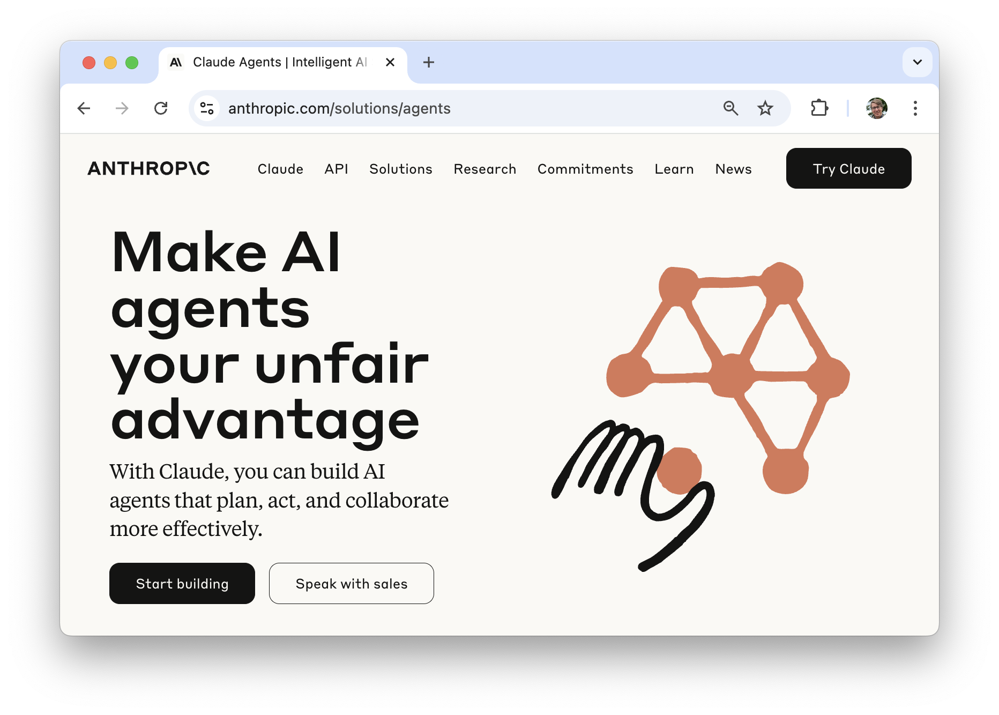 Claude Agents | Intelligent AI
anthropic.com/solutions/agents
ANTHROP\C
Claude API Solutions Research Commitments Learn News Try Claude
Make AI
agents
your unfair
advantage
With Claude, you can build AI
agents that plan, act, and collaborate
more effectively.
Start building Speak with sales